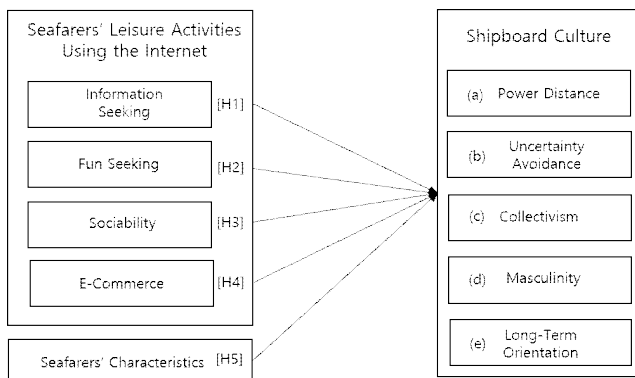 Seafarers' Leisure Activities
Using the Internet
Information
Seeking
[H1]
Fun Seeking
[H2]
Sociability
[H3]
E-Commerce
[H4]
Seafarers' Characteristics
[H5]
Shipboard Culture
(a) Power Distance
(b) Uncertainty
Avoidance
(c) Collectivism
(d) Masculinity
(e) Long-Term
Orientation